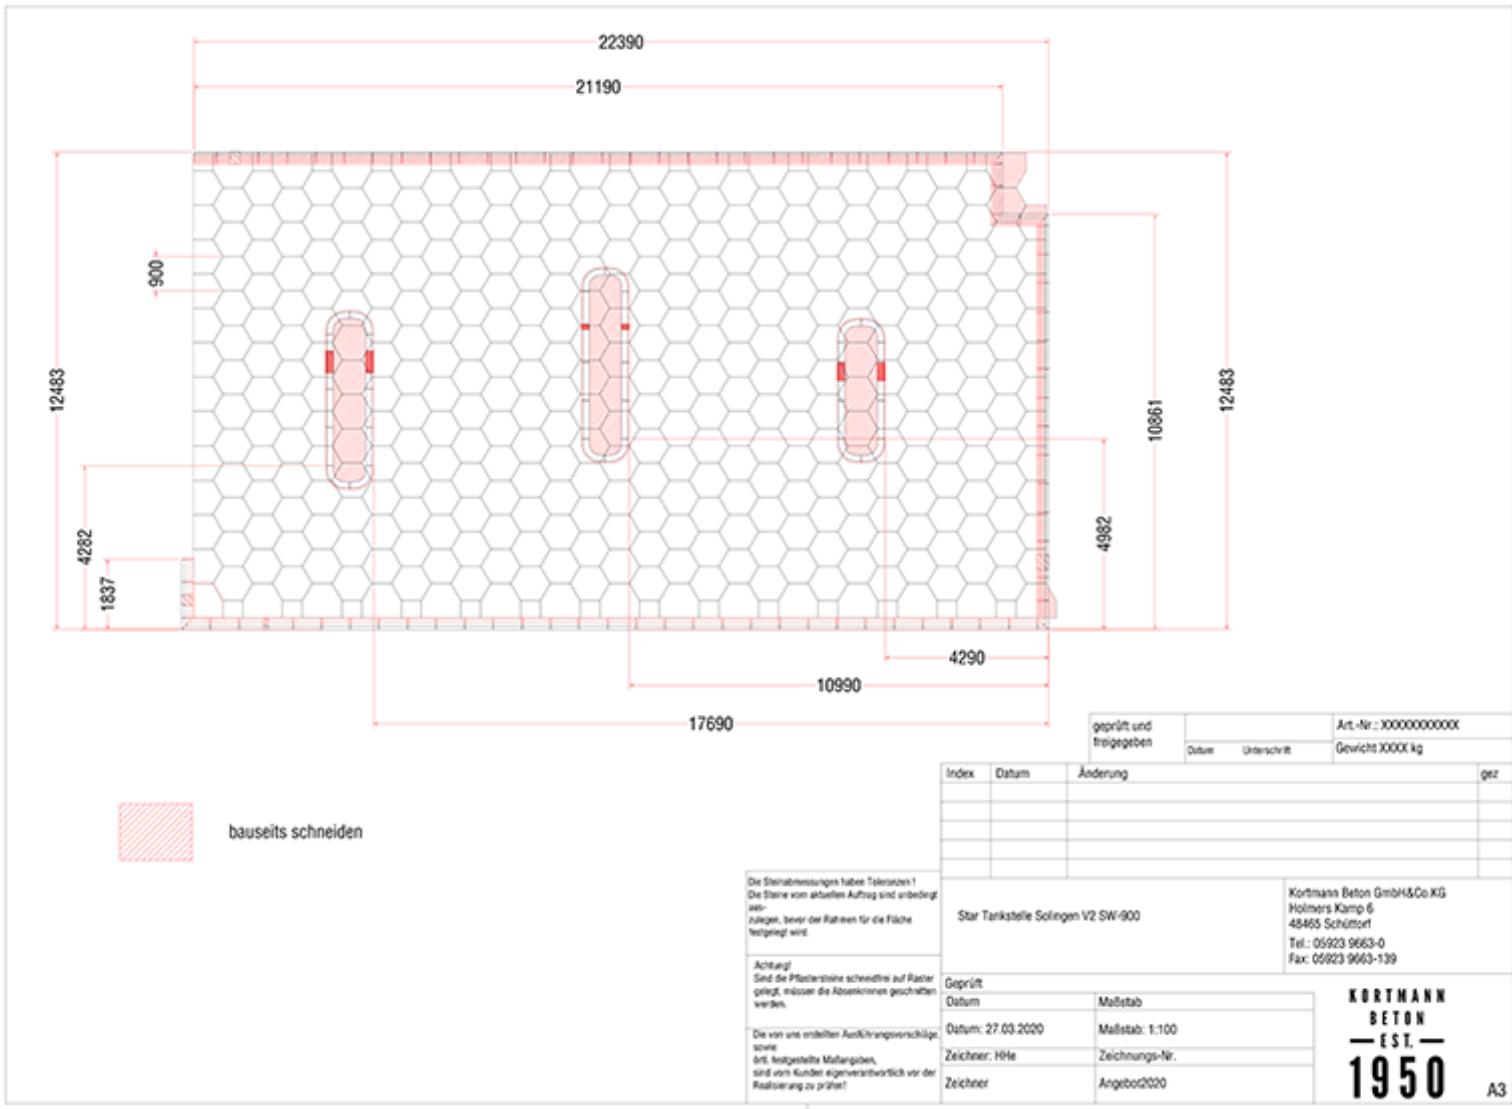 22390
21190
900
12483
12483
10861
4982
4282
1837
4290
10990
17690
bauseits schneiden
geprüft und
freigegeben
Datum Unterschrift
Art.-Nr.: XXXXXXXXXXX
Gewicht XXXX kg
Index Datum Änderung gez
Die Steinabmessungen haben Toleranzen !
Die Steine vom aktuellen Auftrag sind unbedingt
aus-
zulegen, bevor der Rahmen für die Fläche
festgelegt wird.
Achtung!
Sind die Pflastersteine schneidfrei auf Raster
gelegt, müssen die Absenkrinnen geschnitten
werden.
Die von uns erstellten Ausführungsvorschläge,
sowie
örtl. festgestellte Maßangaben,
sind vom Kunden eigenverantwortlich vor der
Realisierung zu prüfen!
Star Tankstelle Solingen V2 SW-900
Kortmann Beton GmbH&Co.KG
Holmers Kamp 6
48465 Schüttorf
Tel.: 05923 9663-0
Fax: 05923 9663-139
Geprüft
Datum Maßstab
Datum: 27.03.2020 Maßstab: 1:100
Zeichner: HHe Zeichnungs-Nr.
Zeichner Angebot2020
KORTMANN
BETON
EST.
1950
A3